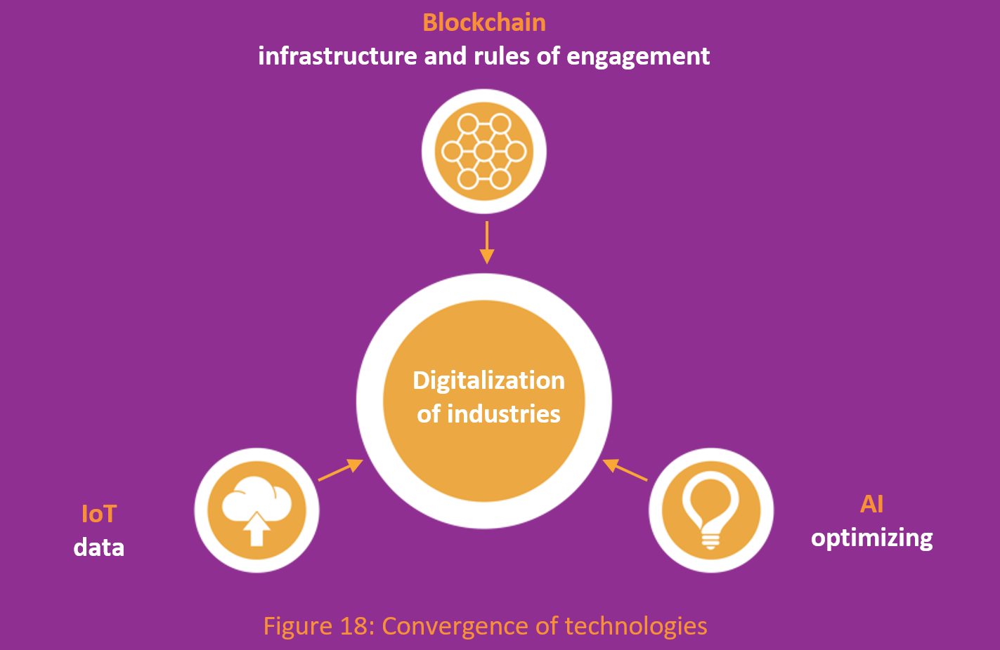 Blockchain
infrastructure and rules of engagement
Digitalization
of industries
IoT
data
AI
optimizing
Figure 18: Convergence of technologies